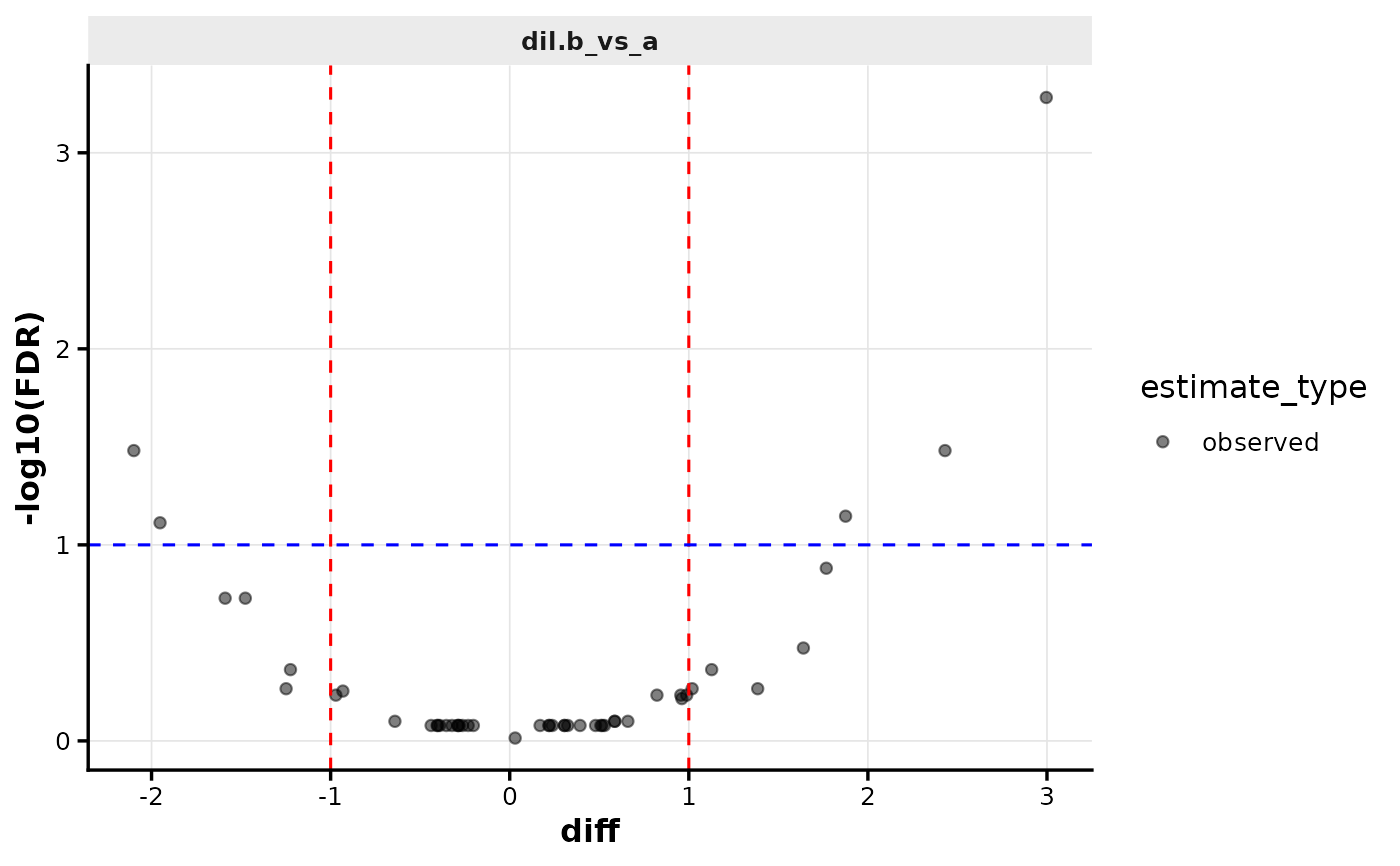 dil.b_vs_a
-log10(FDR)
3
2
1
0
-2
-1
0
1
2
3
diff
estimate_type
observed